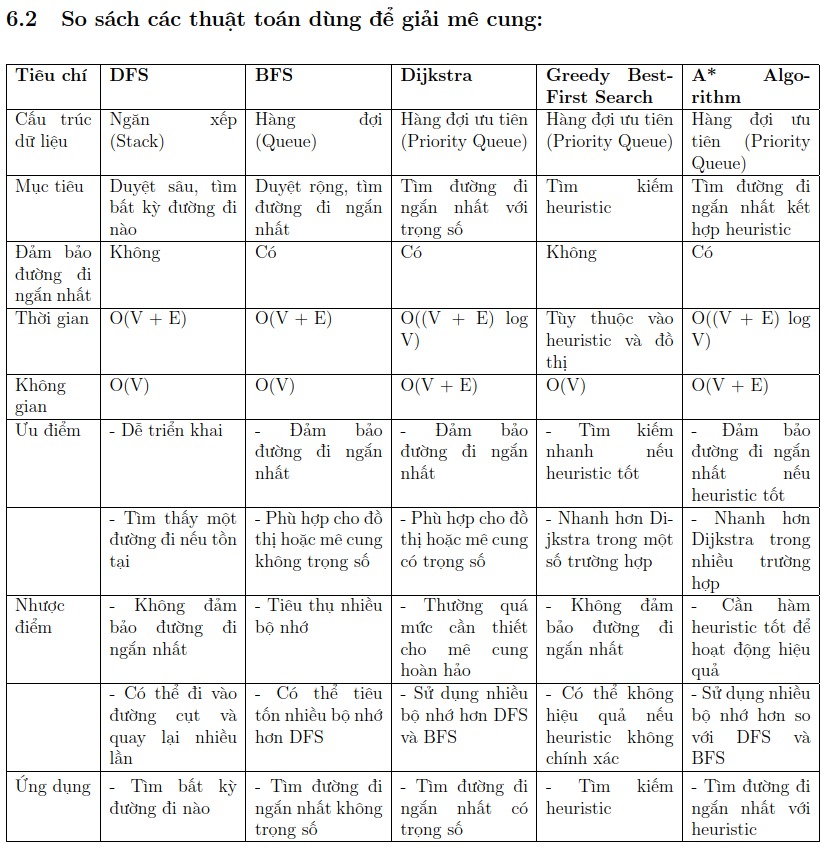 6.2 So sách các thuật toán dùng để giải mê cung:
Tiêu chí DFS BFS Dijkstra Greedy Best-
First Search A* Algo-
rithm
Cấu trúc
dữ liệu
Ngăn xếp
(Stack)
Hàng đợi
(Queue)
Hàng đợi ưu tiên
(Priority Queue)
Hàng đợi ưu tiên
(Priority Queue)
Hàng đợi ưu
tiên (Priority
Queue)
Mục tiêu
Duyệt sâu, tìm
bất kỳ đường đi
nào
Duyệt rộng, tìm
đường đi ngắn
nhất
Tìm đường đi
ngắn nhất với
trọng số
Tìm kiếm
heuristic
Tìm đường đi
ngắn nhất kết
hợp heuristic
Đảm bảo
đường đi
ngắn nhất
Không
Có
Có
Không
Có
Thời gian
O(V + E)
O(V + E)
O((V + E) log
V)
Tùy thuộc vào
heuristic và đồ
thị
O((V + E) log
V)
Không
gian
O(V)
O(V)
O(V + E)
O(V)
O(V + E)
Ưu điểm
- Dễ triển khai
- Đảm bảo
đường đi ngắn
nhất
- Đảm bảo
đường đi ngắn
nhất
- Tìm kiếm
nhanh nếu
heuristic tốt
- Đảm bảo
đường đi ngắn
nhất nếu
heuristic tốt
- Tìm thấy một
đường đi nếu tồn
tại
- Phù hợp cho đồ
thị hoặc mê cung
không trọng số
- Phù hợp cho đồ
thị hoặc mê cung
có trọng số
- Nhanh hơn Di-
jkstra trong một
số trường hợp
- Nhanh hơn
Dijkstra trong
nhiều trường
hợp
Nhược
điểm
- Không đảm
bảo đường đi
ngắn nhất
- Tiêu thụ nhiều
bộ nhớ
- Thường quá
mức cần thiết
cho mê cung
hoàn hảo
- Không đảm
bảo đường đi
ngắn nhất
- Cần hàm
heuristic tốt để
hoạt động hiệu
quả
- Có thể đi vào
đường cụt và
quay lại nhiều
lần
- Có thể tiêu
tốn nhiều bộ nhớ
hơn DFS
- Sử dụng nhiều
bộ nhớ hơn DFS
và BFS
- Có thể không
hiệu quả nếu
heuristic không
chính xác
- Sử dụng nhiều
bộ nhớ hơn so
với DFS và
BFS
Ứng dụng
- Tìm bất kỳ
đường đi nào
- Tìm đường đi
ngắn nhất không
trọng số
- Tìm đường đi
ngắn nhất có
trọng số
- Tìm kiếm
heuristic
- Tìm đường đi
ngắn nhất với
heuristic